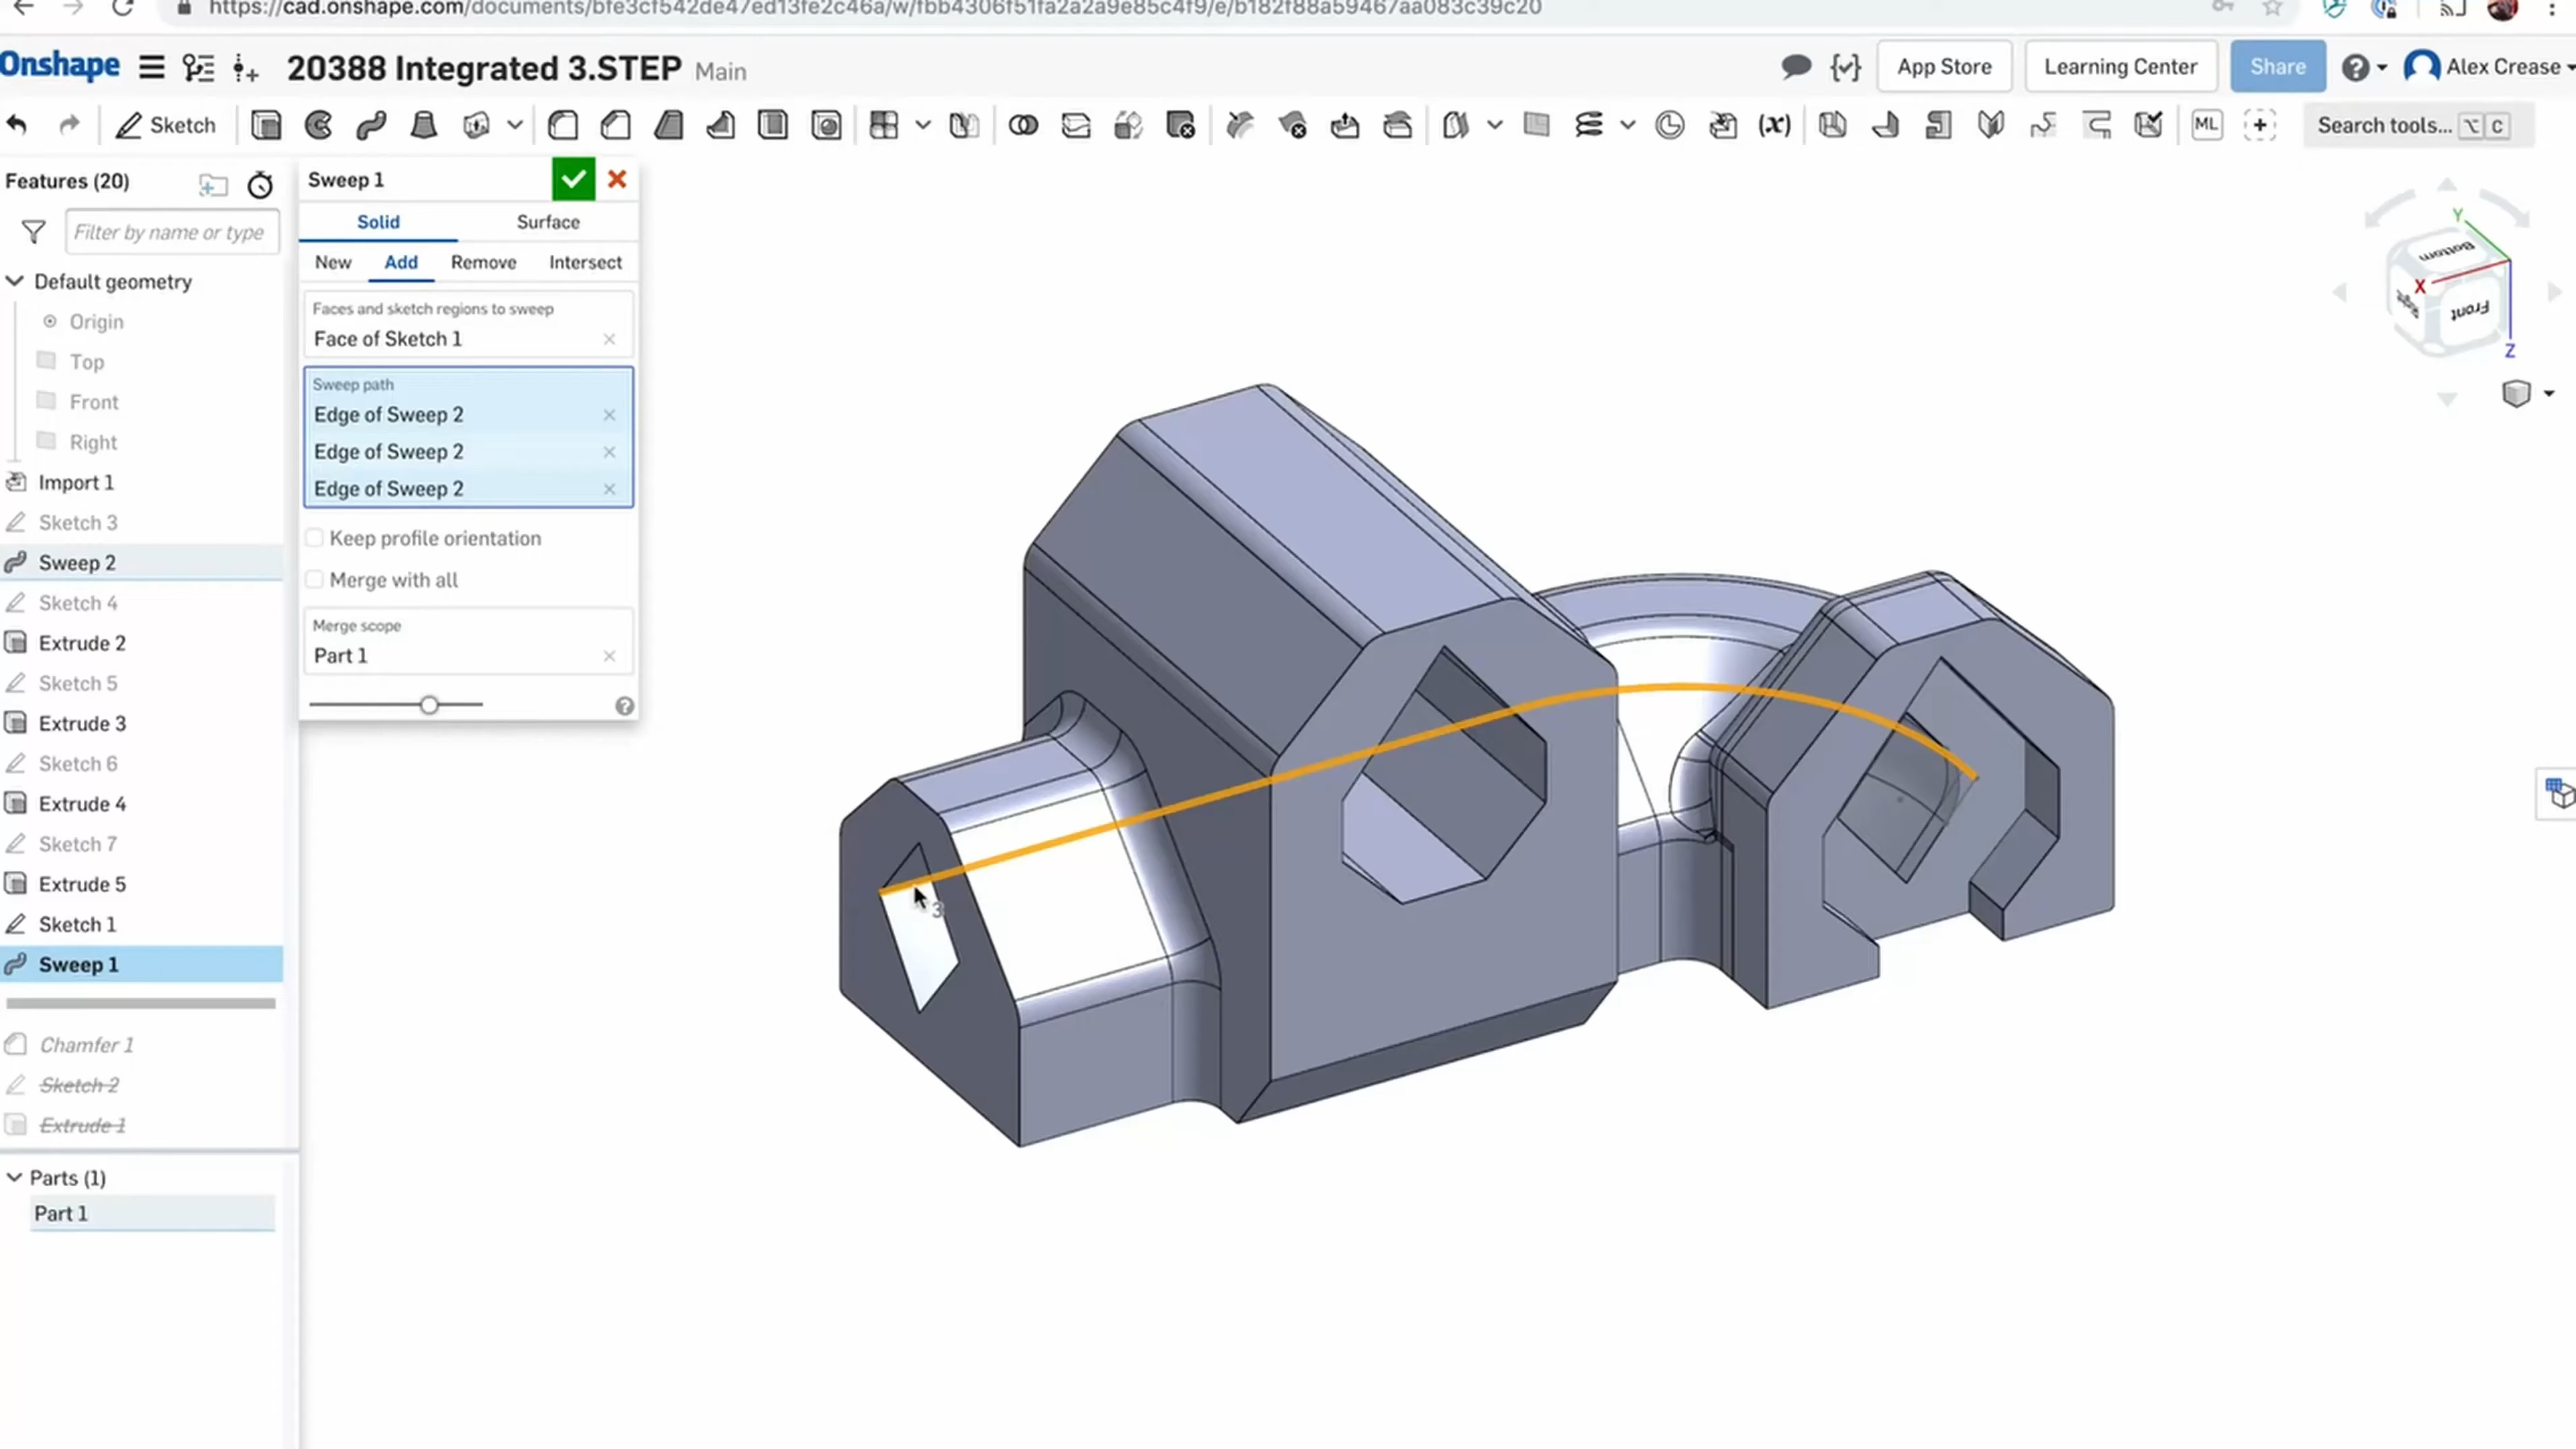 https://cad.onshape.com/documents/bfe3cf542de47ed13fe2c46a/w/fbb4306f51fa2a2a9e85c4f9/e/b182f88a59467aa083c39c20
Onshape 20388 Integrated 3.STEP Main App Store Learning Center Share Alex Crease
Sketch (x) ML Search tools... ⌥ C
Features (20)
Filter by name or type
Default geometry
Origin
Top
Front
Right
Import 1
Sketch 3
Sweep 2
Sketch 4
Extrude 2
Sketch 5
Extrude 3
Sketch 6
Extrude 4
Sketch 7
Extrude 5
Sketch 1
Sweep 1
Chamfer 1
Sketch 2
Extrude 1
Parts (1)
Part 1
Sweep 1
Solid Surface
New Add Remove Intersect
Faces and sketch regions to sweep
Face of Sketch 1
Sweep path
Edge of Sweep 2
Edge of Sweep 2
Edge of Sweep 2
Keep profile orientation
Merge with all
Merge scope
Part 1
3
Y
Bottom
X
Front
Z